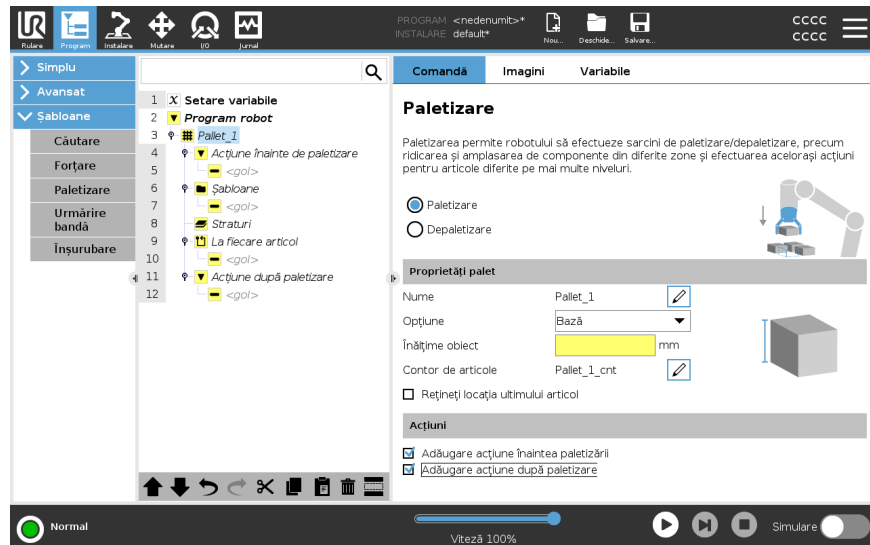 UR
Rulare
Program
Instalare
Mutare
I/O
Jurnal
PROGRAM <nedenumit>*
INSTALARE default*
Nou...
Deschide...
Salvare...
CCCC
CCCC
Simplu
Avansat
Șabloane
Căutare
Forțare
Paletizare
Urmărire
bandă
Înșurubare
1 X Setare variabile
2 Program robot
3 Pallet_1
4 Acțiune înainte de paletizare
5 <gol>
6 Șabloane
7 <gol>
8 Straturi
9 La fiecare articol
10 <gol>
11 Acțiune după paletizare
12 <gol>
Comandă Imagini Variabile
Paletizare
Paletizarea permite robotului să efectueze sarcini de paletizare/depaletizare, precum
ridicarea și amplasarea de componente din diferite zone și efectuarea acelorași acțiuni
pentru articole diferite pe mai multe niveluri.
Paletizare
Depaletizare
Proprietăți palet
Nume Pallet_1
Opțiune Bază
Înălțime obiect mm
Contor de articole Pallet_1_cnt
Rețineți locația ultimului articol
Acțiuni
Adăugare acțiune înaintea paletizării
Adăugare acțiune după paletizare
Normal
Viteză 100%
Simulare